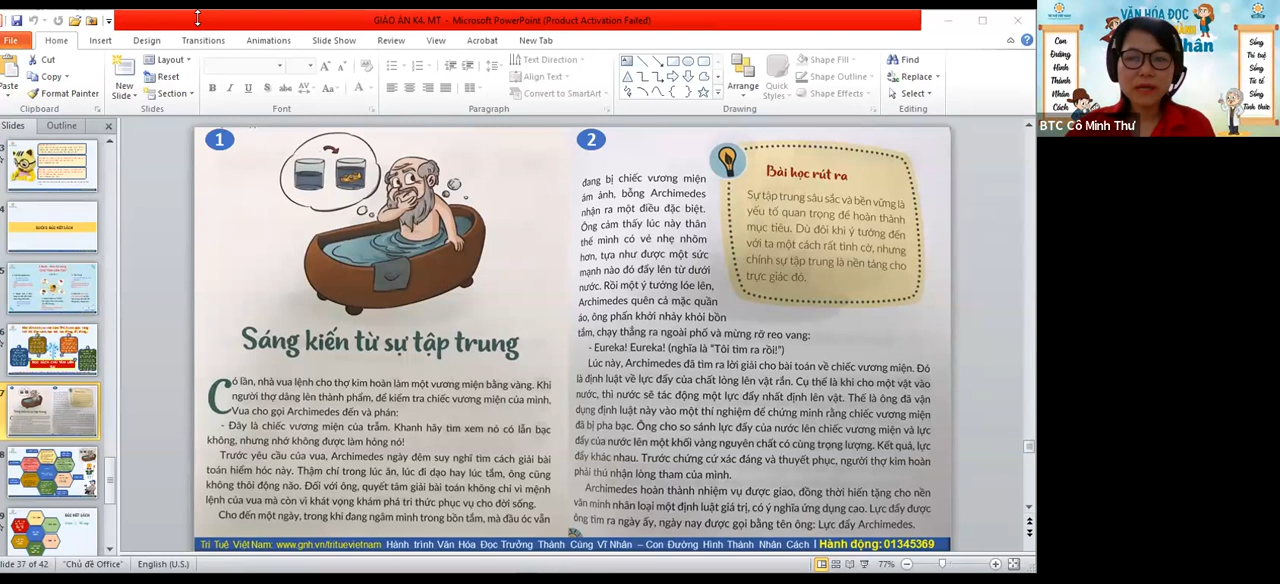 GIÁO ÁN K4. MT - Microsoft PowerPoint (Product Activation Failed)
File Home Insert Design Transitions Animations Slide Show Review View Acrobat New Tab
Cut
Copy
Format Painter
Paste
Clipboard
New Slide
Layout
Reset
Section
Slides
Font
Text Direction
Align Text
Convert to SmartArt
Paragraph
Arrange
Quick Styles
Shape Fill
Shape Outline
Shape Effects
Drawing
Find
Replace
Select
Editing
Slides Outline
4
5
6
7
8
9
1
Sáng kiến từ sự tập trung
Có lần, nhà vua lệnh cho thợ kim hoàn làm một vương miện bằng vàng. Khi
người thợ dâng lên thành phẩm, để kiểm tra chiếc vương miện của mình,
Vua cho gọi Archimedes đến và phán:
- Đây là chiếc vương miện của trẫm. Khanh hãy tìm xem nó có lẫn bạc
không, nhưng nhớ không được làm hỏng nó!
Trước yêu cầu của vua, Archimedes ngày đêm suy nghĩ tìm cách giải bài
toán hiểm hóc này. Thậm chí trong lúc ăn, lúc đi dạo hay lúc tắm, ông cũng
không thôi động não. Đối với ông, quyết tâm giải bài toán không chỉ vì mệnh
lệnh của vua mà còn vì khát vọng khám phá tri thức phục vụ cho đời sống.
Cho đến một ngày, trong khi đang ngâm mình trong bồn tắm, mà đầu óc vẫn
2
đang bị chiếc vương miện
ám ảnh, bỗng Archimedes
nhận ra một điều đặc biệt.
Ông cảm thấy lúc này thân
thể mình có vẻ nhẹ nhõm
hơn, tựa như được một sức
mạnh nào đó đẩy lên từ dưới
nước. Rồi một ý tưởng lóe lên,
Archimedes quên cả mặc quần
áo, ông phấn khởi nhảy khỏi bồn
tắm, chạy thẳng ra ngoài phố và mừng rỡ reo vang:
- Eureka! Eureka! (nghĩa là "Tôi tìm ra rồi!")
Lúc này, Archimedes đã tìm ra lời giải cho bài toán về chiếc vương miện. Đó
là định luật về lực đẩy của chất lỏng lên vật rắn. Cụ thể là khi cho một vật vào
nước, thì nước sẽ tác động một lực đẩy nhất định lên vật. Thế là ông đã vận
dụng định luật này vào một thí nghiệm để chứng minh rằng chiếc vương miện
đã bị pha bạc. Ông cho so sánh lực đẩy của nước lên chiếc vương miện và lực
đẩy của nước lên một khối vàng nguyên chất có cùng trọng lượng. Kết quả, lực
đẩy khác nhau. Trước chứng cứ xác đáng và thuyết phục, người thợ kim hoàn
phải thú nhận lòng tham của mình.
Archimedes hoàn thành nhiệm vụ được giao, đồng thời hiến tặng cho nền
văn minh nhân loại một định luật giá trị, có ý nghĩa ứng dụng cao. Lực đẩy được
ông tìm ra ngày ấy, ngày nay được gọi bằng tên ông: Lực đẩy Archimedes.
Bài học rút ra
Sự tập trung sâu sắc và bền vững là
yếu tố quan trọng để hoàn thành
mục tiêu. Dù đôi khi ý tưởng đến
với ta một cách rất tình cờ, nhưng
chính sự tập trung là nền tảng cho
trực giác đó.
Trí Tuệ Việt Nam: www.gnh.vn/trituevietnam Hành trình Văn Hóa Đọc Trưởng Thành Cùng Vĩ Nhân – Con Đường Hình Thành Nhân Cách | Hành động: 01345369
Slide 37 of 42 "Chủ đề Office" English (U.S.) 77%
VĂN HÓA ĐỌC
Con
Đường
Hình
Thành
Nhân
Cách
Sống
Trí tuệ
Sống
Tử tế
Sống
Tỉnh thức
BTC Cô Minh Thư